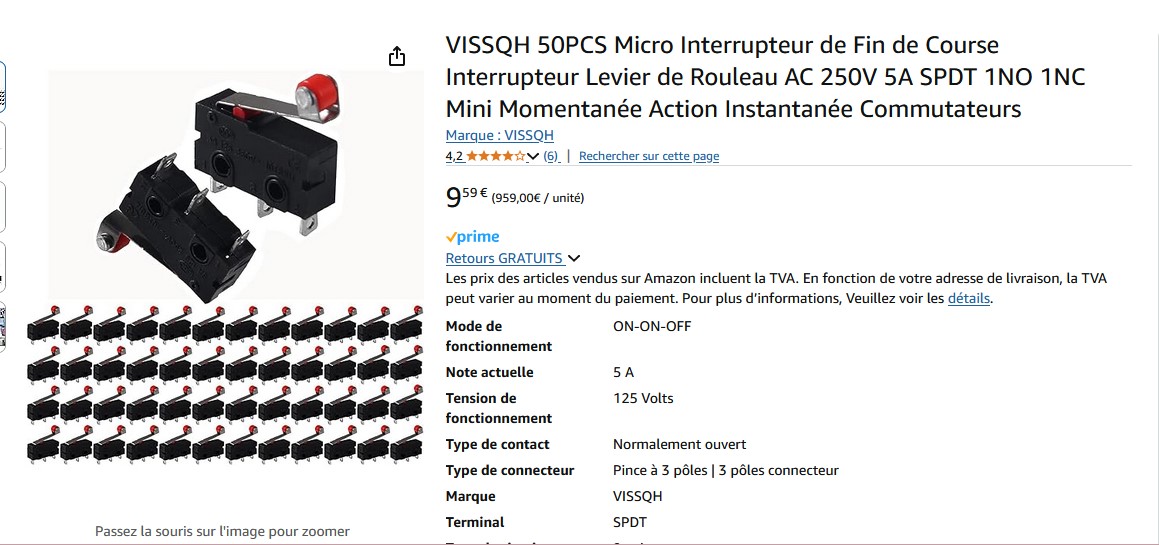 VISSQH 50PCS Micro Interrupteur de Fin de Course
Interrupteur Levier de Rouleau AC 250V 5A SPDT 1NO 1NC
Mini Momentanée Action Instantanée Commutateurs
Marque : VISSQH
4,2 (6) | Rechercher sur cette page
9 59 € (959,00€ / unité)
prime
Retours GRATUITS
Les prix des articles vendus sur Amazon incluent la TVA. En fonction de votre adresse de livraison, la TVA
peut varier au moment du paiement. Pour plus d'informations, Veuillez voir les détails.
Mode de fonctionnement ON-ON-OFF
Note actuelle 5 A
Tension de fonctionnement 125 Volts
Type de contact Normalement ouvert
Type de connecteur Pince à 3 pôles | 3 pôles connecteur
Marque VISSQH
Terminal SPDT
Passez la souris sur l'image pour zoomer